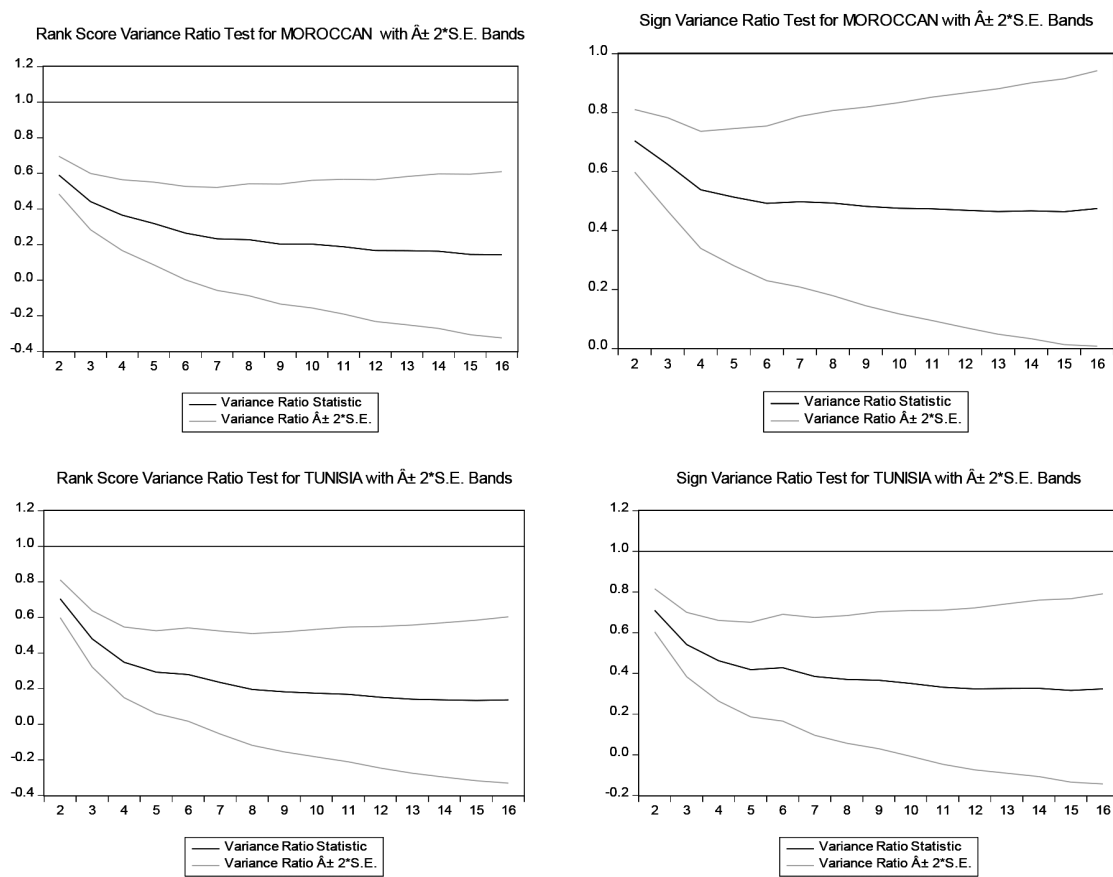 Rank Score Variance Ratio Test for MOROCCAN with Â± 2*S.E. Bands
1.2
1.0
0.8
0.6
0.4
0.2
0.0
-0.2
-0.4
2 3 4 5 6 7 8 9 10 11 12 13 14 15 16
Variance Ratio Statistic
Variance Ratio Â± 2*S.E.
Sign Variance Ratio Test for MOROCCAN with Â± 2*S.E. Bands
1.0
0.8
0.6
0.4
0.2
0.0
2 3 4 5 6 7 8 9 10 11 12 13 14 15 16
Variance Ratio Statistic
Variance Ratio Â± 2*S.E.
Rank Score Variance Ratio Test for TUNISIA with Â± 2*S.E. Bands
1.2
1.0
0.8
0.6
0.4
0.2
0.0
-0.2
-0.4
2 3 4 5 6 7 8 9 10 11 12 13 14 15 16
Variance Ratio Statistic
Variance Ratio Â± 2*S.E.
Sign Variance Ratio Test for TUNISIA with Â± 2*S.E. Bands
1.2
1.0
0.8
0.6
0.4
0.2
0.0
-0.2
2 3 4 5 6 7 8 9 10 11 12 13 14 15 16
Variance Ratio Statistic
Variance Ratio Â± 2*S.E.